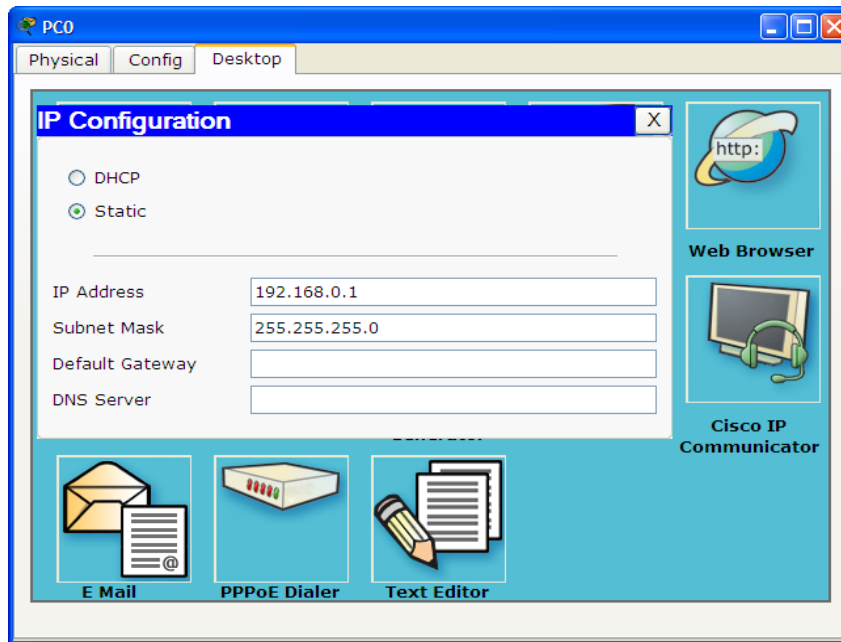 PC0
Physical Config Desktop
IP Configuration X
DHCP
Static
http:
Web Browser
IP Address 192.168.0.1
Subnet Mask 255.255.255.0
Default Gateway
DNS Server
Cisco IP
Communicator
@
E Mail PPPoE Dialer Text Editor